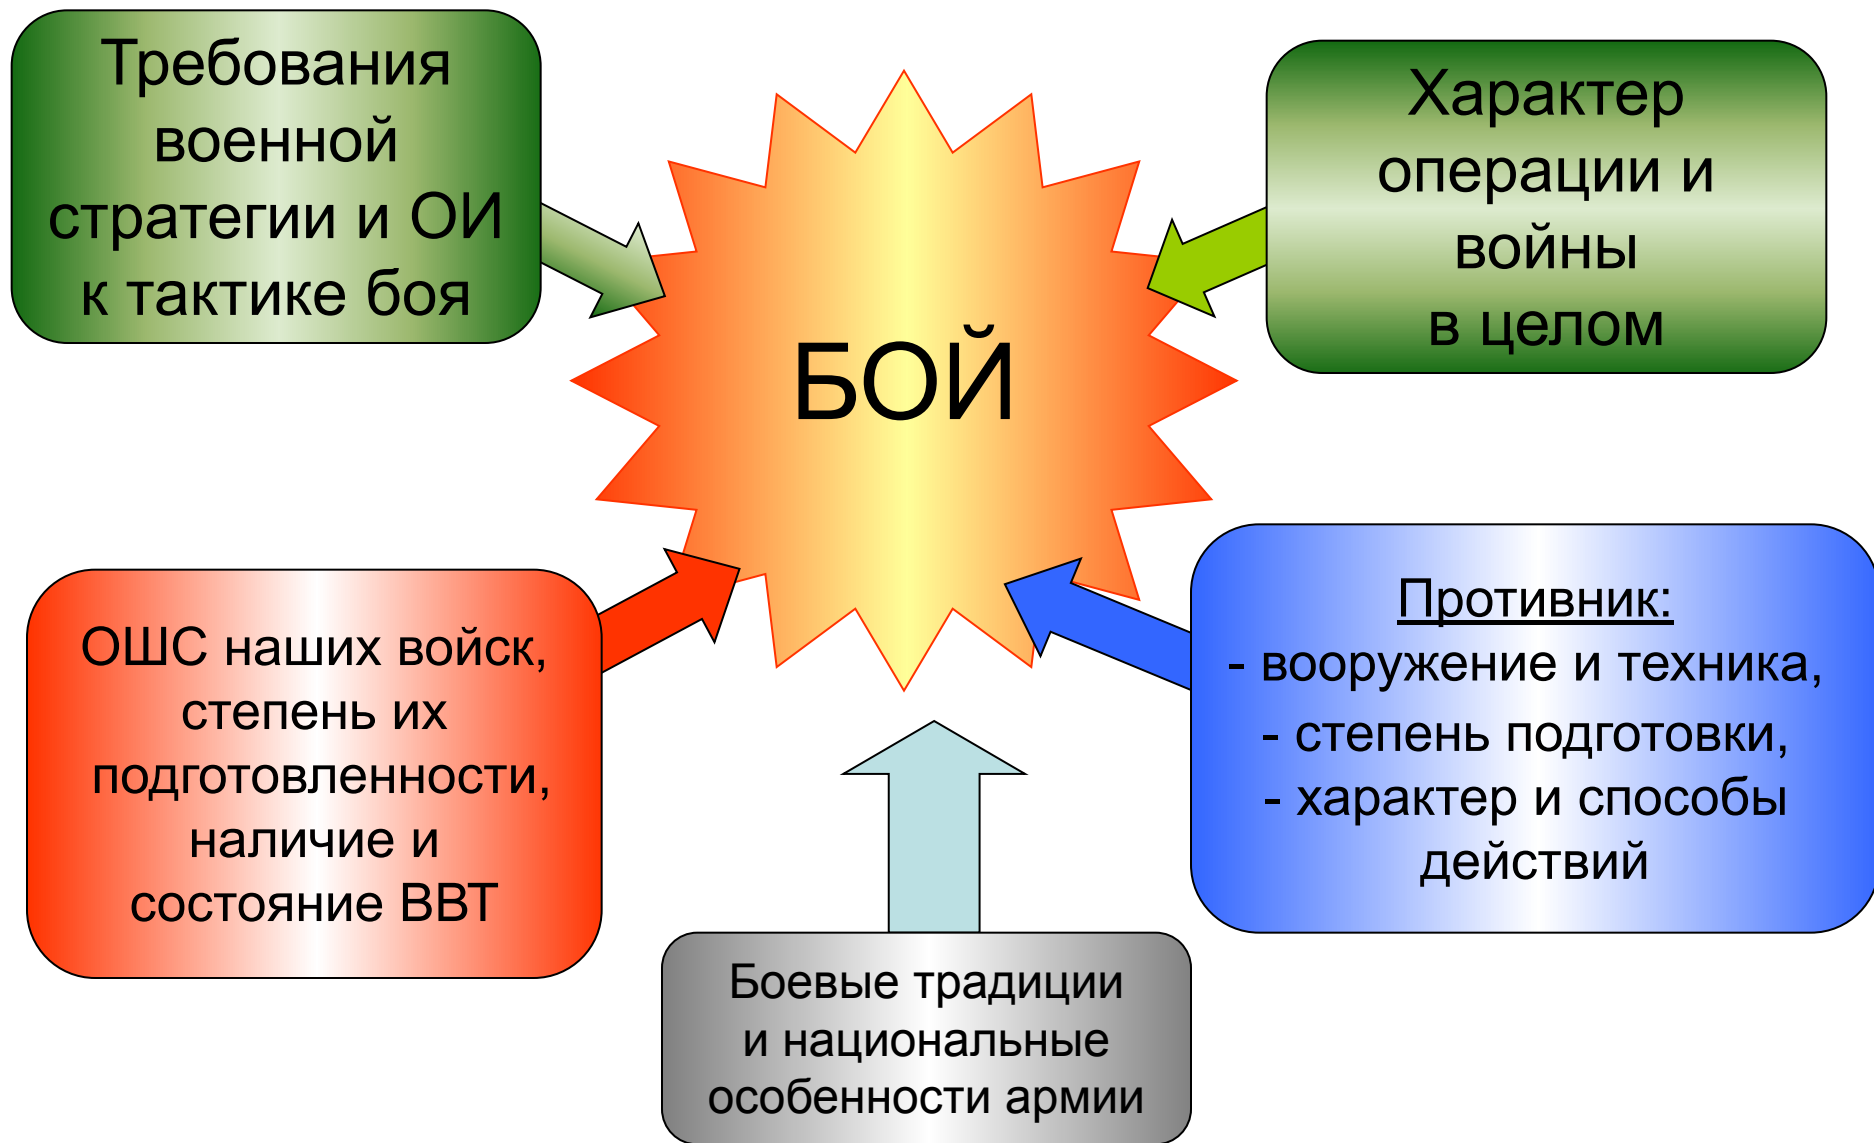 Требования
военной
стратегии и ОИ
к тактике боя
Характер
операции и
войны
в целом
БОЙ
ОШС наших войск,
степень их
подготовленности,
наличие и
состояние ВВТ
Противник:
- вооружение и техника,
- степень подготовки,
- характер и способы
действий
Боевые традиции
и национальные
особенности армии